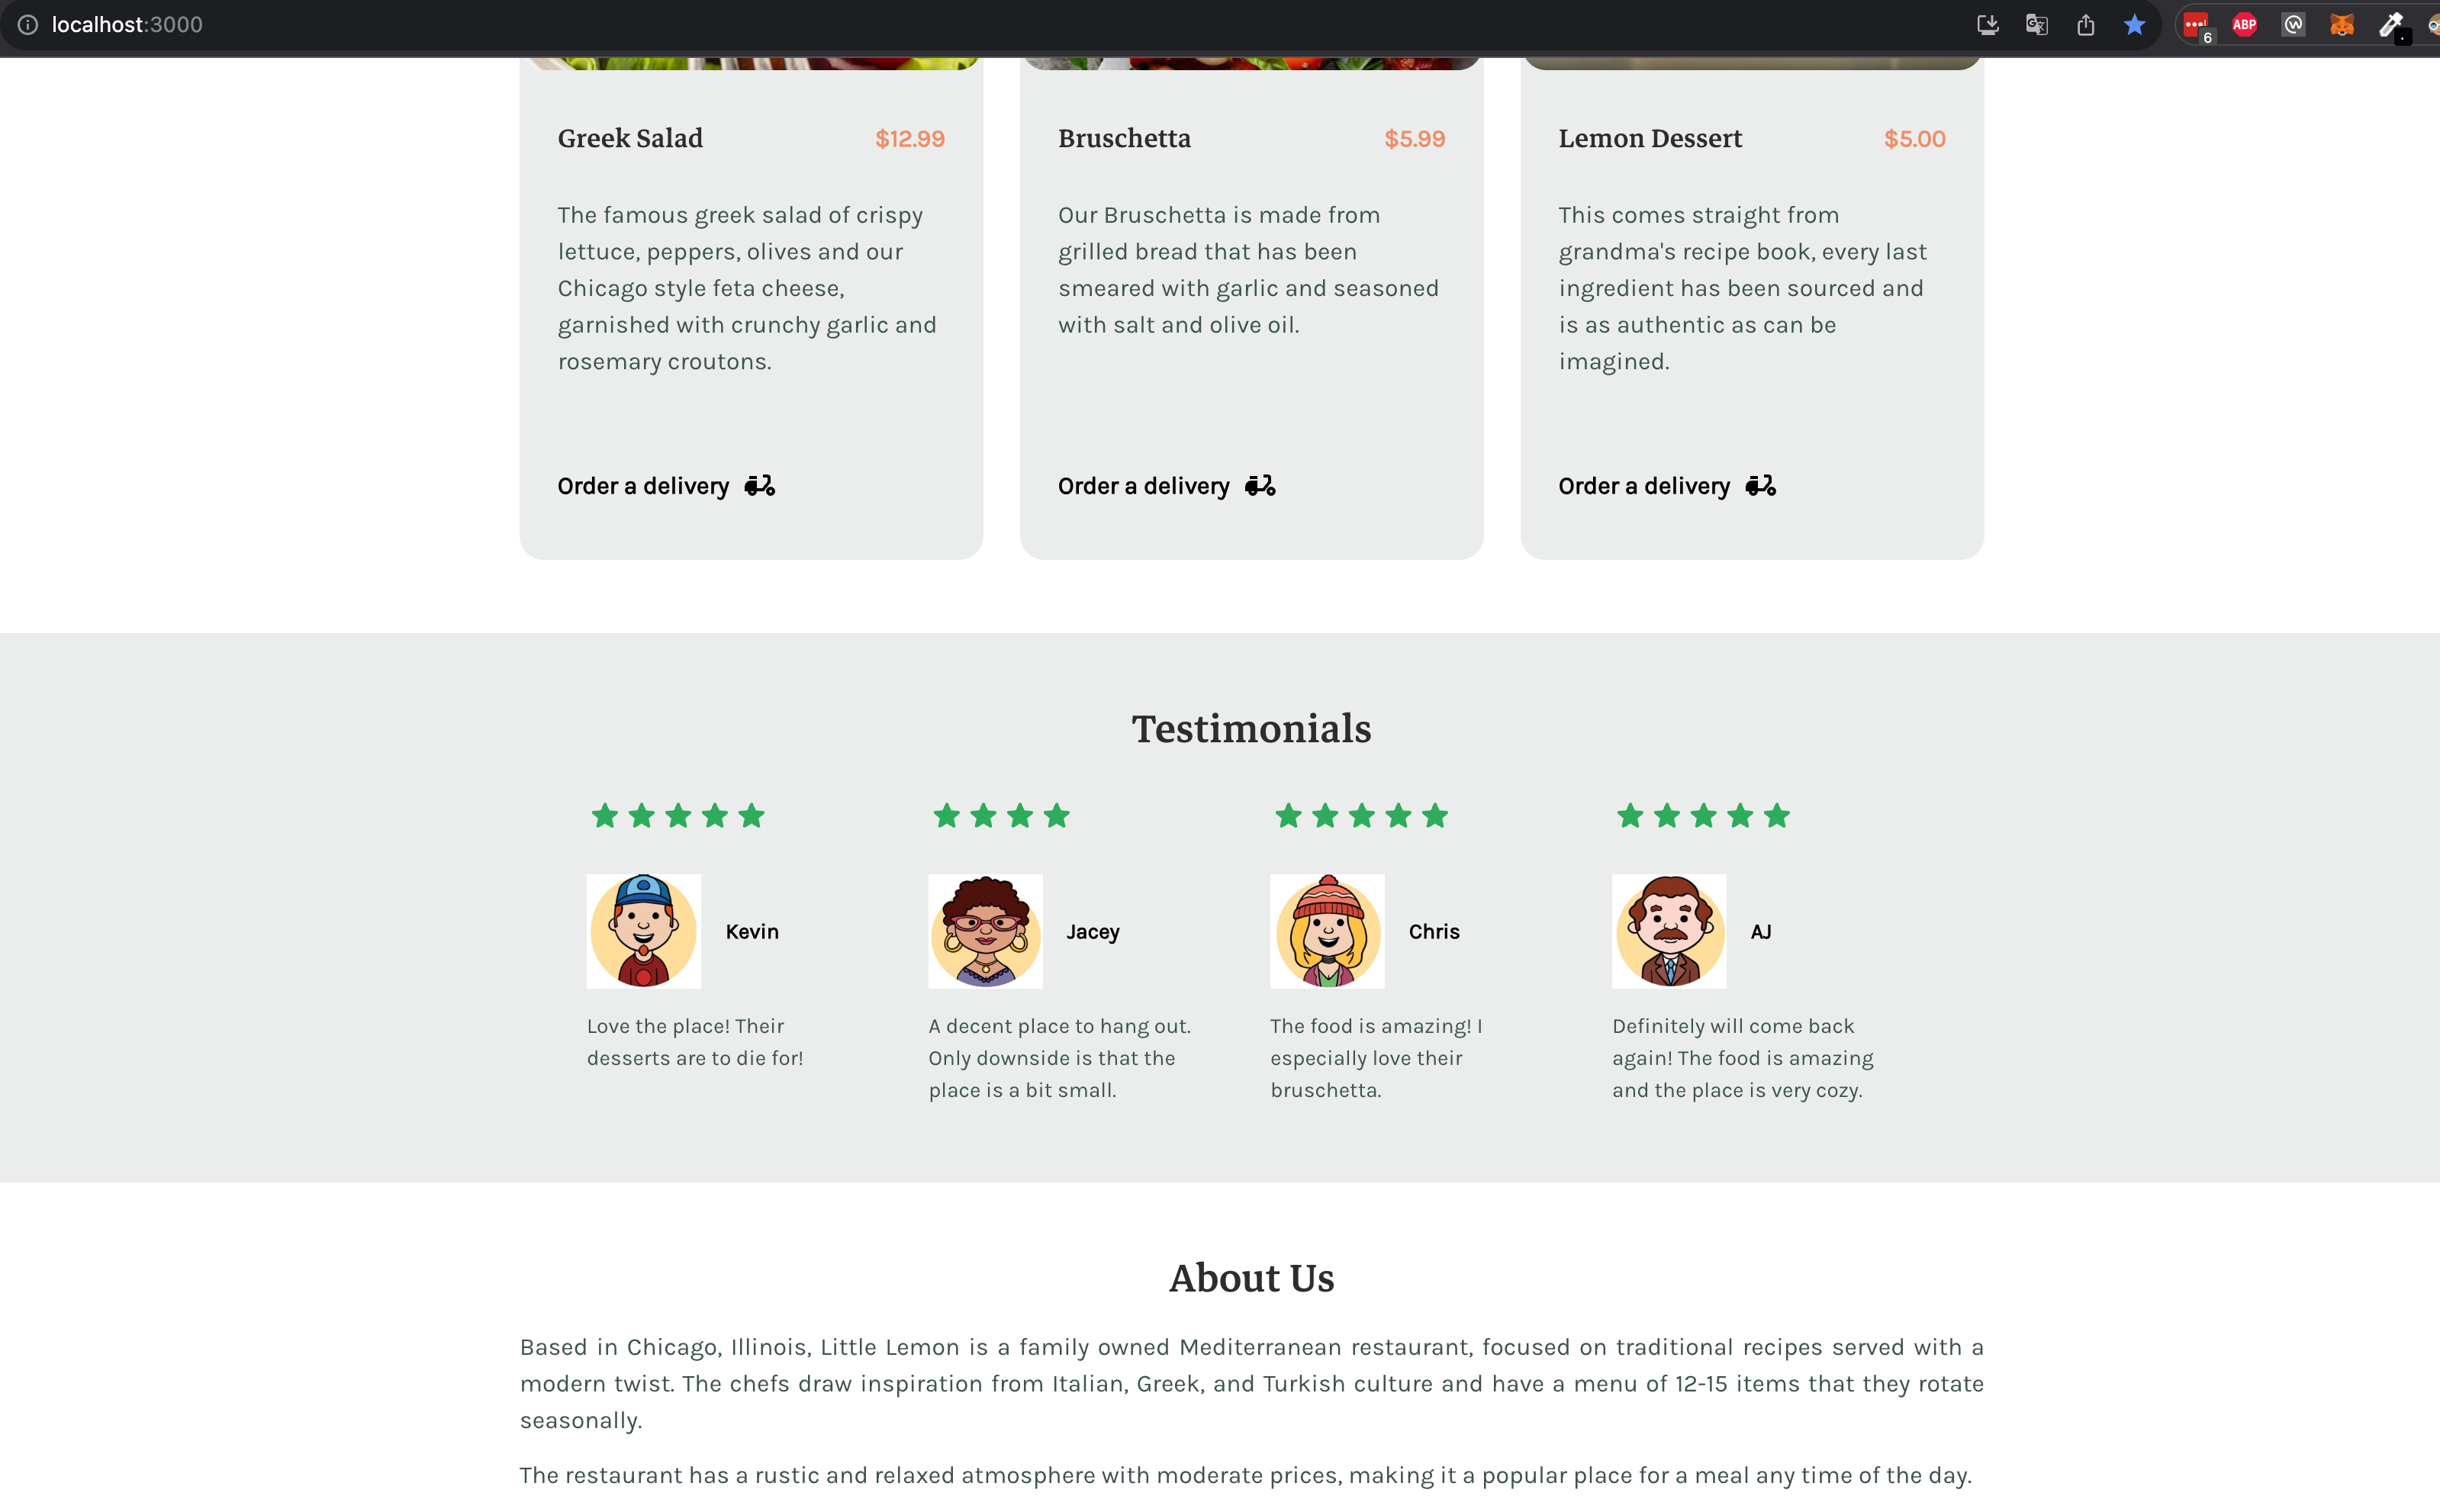 localhost:3000
6
ABP
Greek Salad $12.99
The famous greek salad of crispy
lettuce, peppers, olives and our
Chicago style feta cheese,
garnished with crunchy garlic and
rosemary croutons.
Order a delivery
Bruschetta $5.99
Our Bruschetta is made from
grilled bread that has been
smeared with garlic and seasoned
with salt and olive oil.
Order a delivery
Lemon Dessert $5.00
This comes straight from
grandma's recipe book, every last
ingredient has been sourced and
is as authentic as can be
imagined.
Order a delivery
Testimonials
Kevin
Love the place! Their
desserts are to die for!
Jacey
A decent place to hang out.
Only downside is that the
place is a bit small.
Chris
The food is amazing! I
especially love their
bruschetta.
AJ
Definitely will come back
again! The food is amazing
and the place is very cozy.
About Us
Based in Chicago, Illinois, Little Lemon is a family owned Mediterranean restaurant, focused on traditional recipes served with a
modern twist. The chefs draw inspiration from Italian, Greek, and Turkish culture and have a menu of 12-15 items that they rotate
seasonally.
The restaurant has a rustic and relaxed atmosphere with moderate prices, making it a popular place for a meal any time of the day.